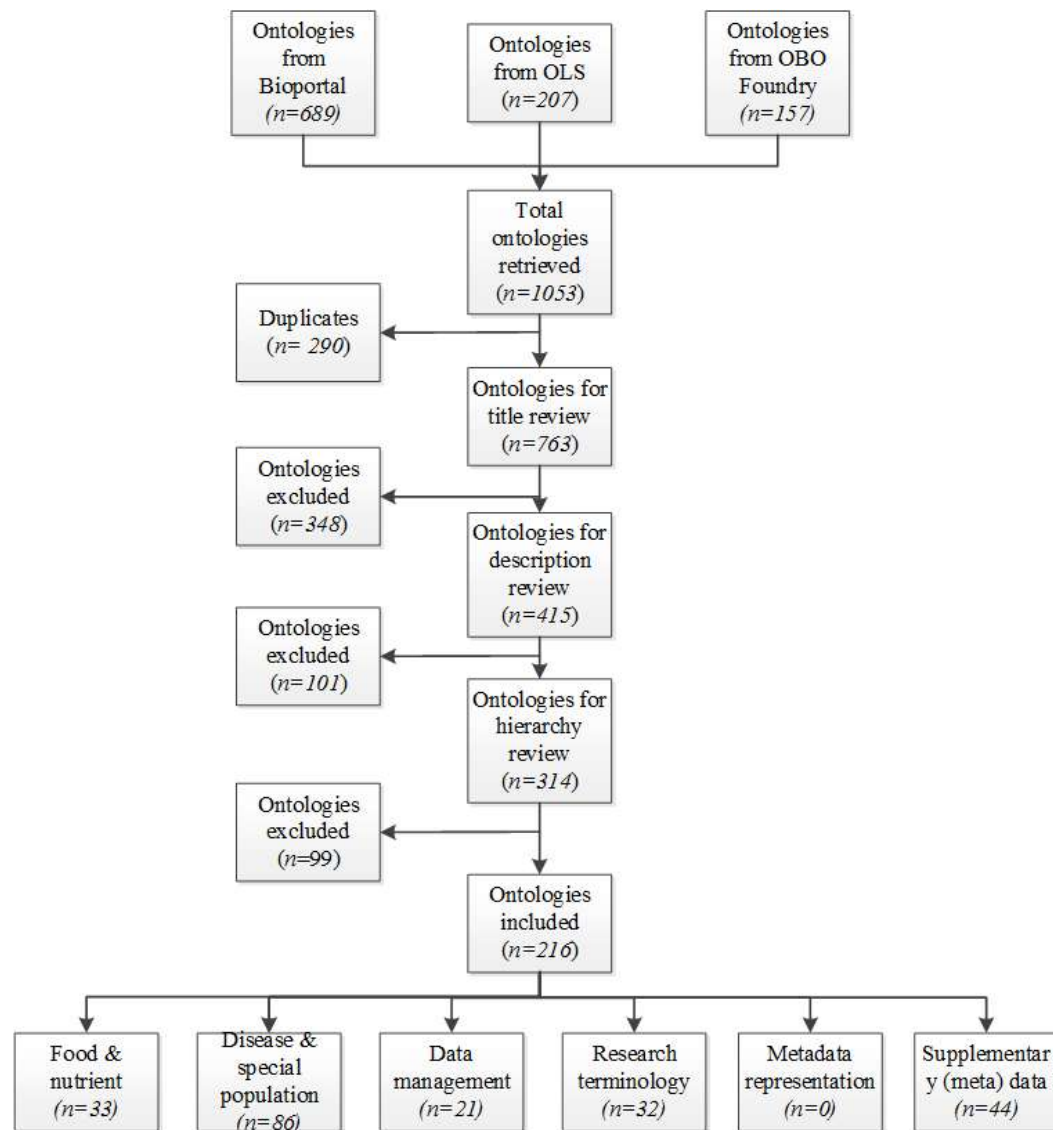 Ontologies
from
Bioportal
(n=689)
Ontologies
from OLS
(n=207)
Ontologies
from OBO
Foundry
(n=157)
Total
ontologies
retrieved
(n=1053)
Duplicates
(n= 290)
Ontologies for
title review
(n=763)
Ontologies
excluded
(n=348)
Ontologies for
description
review
(n=415)
Ontologies
excluded
(n=101)
Ontologies for
hierarchy
review
(n=314)
Ontologies
excluded
(n=99)
Ontologies
included
(n=216)
Food &
nutrient
(n=33)
Disease &
special
population
(n=86)
Data
management
(n=21)
Research
terminology
(n=32)
Metadata
representation
(n=0)
Supplementar
y (meta) data
(n=44)